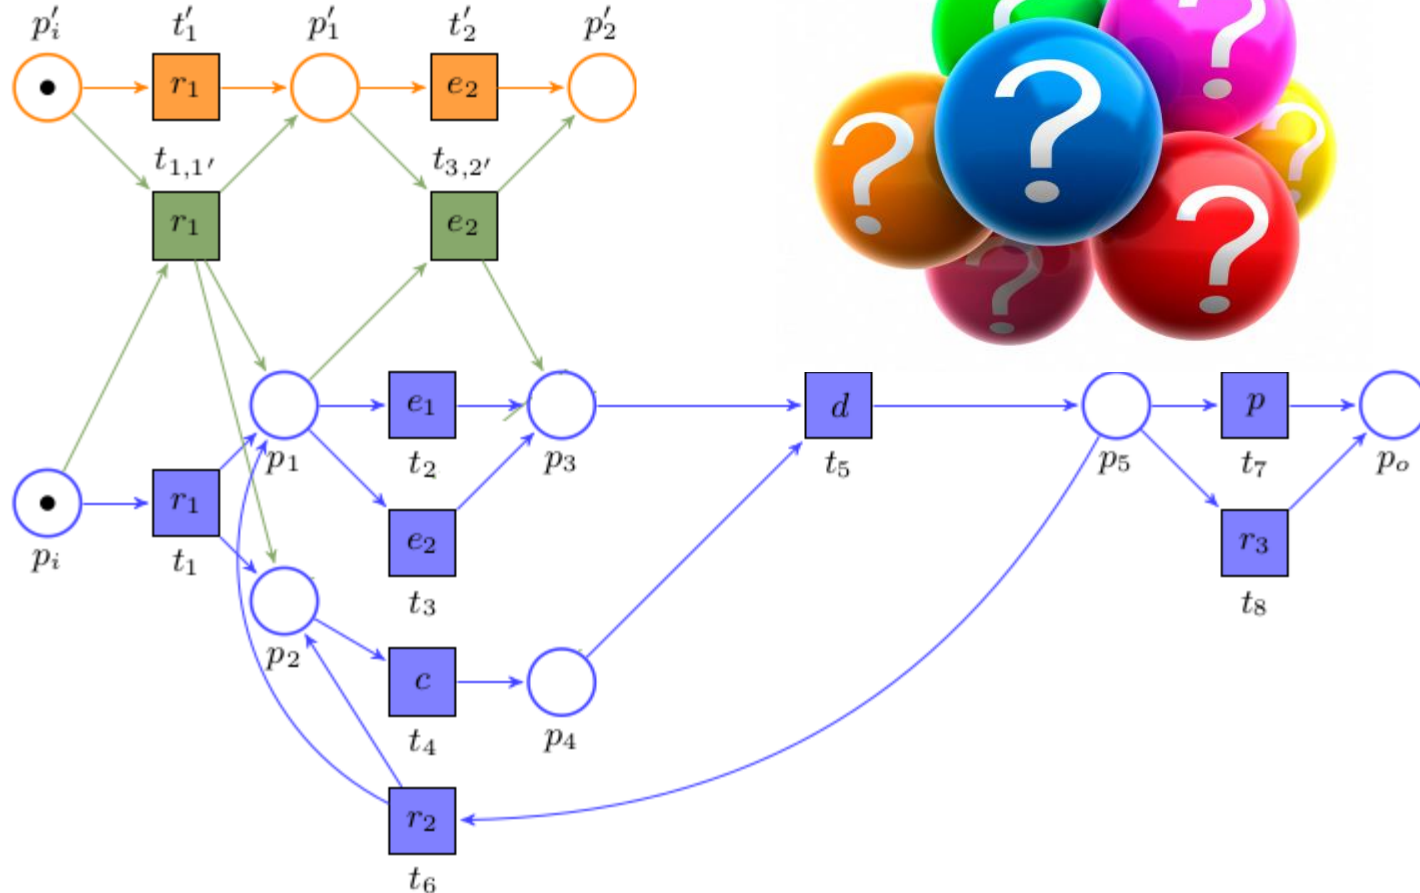 p′ᵢ t′₁ p′₁ t′₂ p′₂
r₁ e₂
t₁,₁′ t₃,₂′
r₁ e₂
? ? ? ? ? ? ?
e₁ d p
p₁ t₂ p₃ t₅ p₅ t₇ pₒ
r₁ e₂ r₃
pᵢ t₁ t₃ t₈
p₂ c
t₄ p₄
r₂
t₆